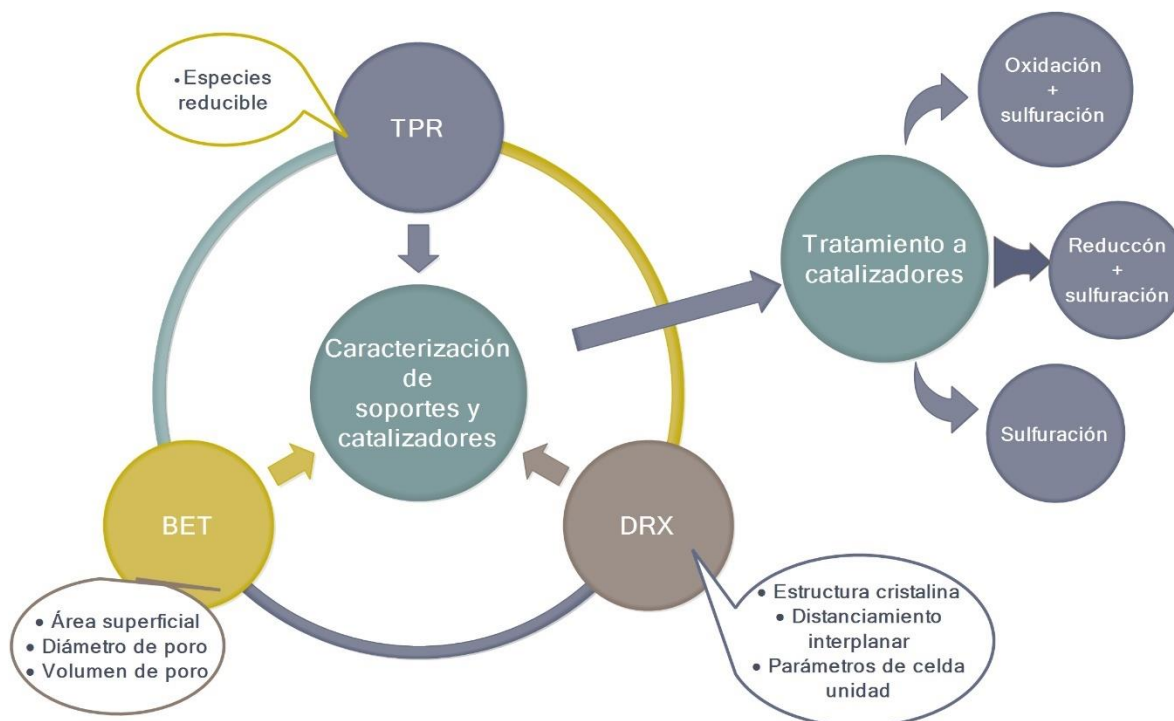 • Especies
reducible
TPR
Caracterización
de
soportes y
catalizadores
BET
• Área superficial
• Diámetro de poro
• Volumen de poro
DRX
• Estructura cristalina
• Distanciamiento
interplanar
• Parámetros de celda
unidad
Tratamiento a
catalizadores
Oxidación
+
sulfuración
Reduccón
+
sulfuración
Sulfuración